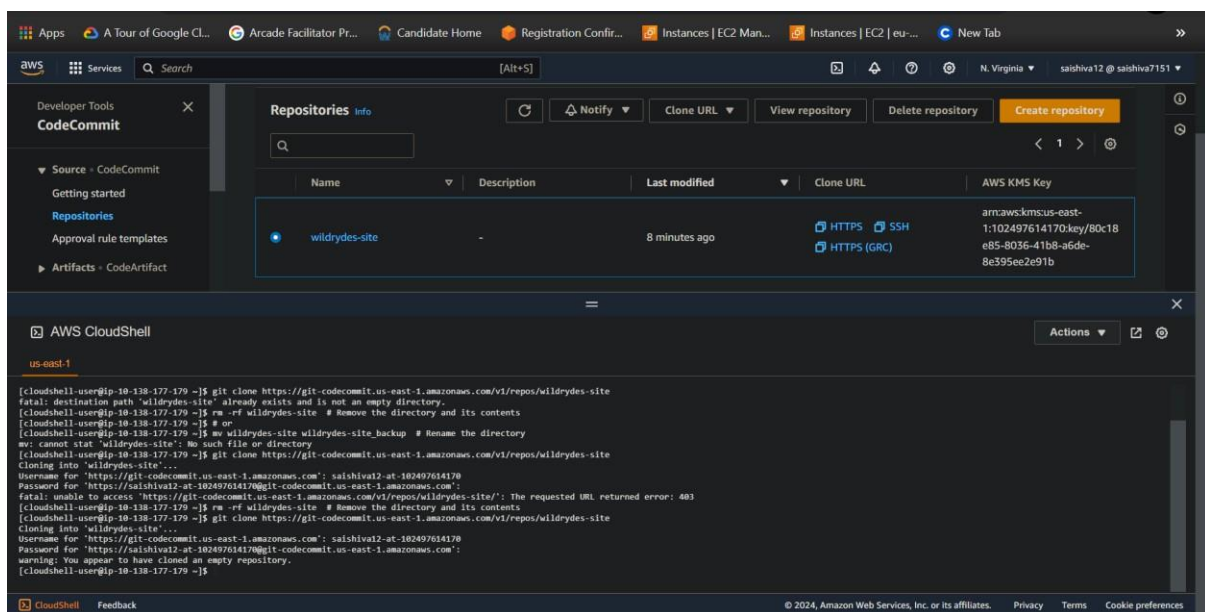 Apps A Tour of Google Cl... Arcade Facilitator Pr... Candidate Home Registration Confir... Instances | EC2 Man... Instances | EC2 | eu-... New Tab »
aws Services Search [Alt+S] N. Virginia saishiva12 @ saishiva7151
Developer Tools
CodeCommit
Source • CodeCommit
Getting started
Repositories
Approval rule templates
Artifacts • CodeArtifact
Repositories Info Notify Clone URL View repository Delete repository Create repository
1
Name Description Last modified Clone URL AWS KMS Key
wildrydes-site - 8 minutes ago HTTPS SSH HTTPS (GRC)
arn:aws:kms:us-east-
1:102497614170:key/80c18
e85-8036-41b8-a6de-
8e395ee2e91b
AWS CloudShell Actions
us-east-1
[cloudshell-user@ip-10-138-177-179 ~]$ git clone https://git-codecommit.us-east-1.amazonaws.com/v1/repos/wildrydes-site
fatal: destination path 'wildrydes-site' already exists and is not an empty directory.
[cloudshell-user@ip-10-138-177-179 ~]$ rm -rf wildrydes-site # Remove the directory and its contents
[cloudshell-user@ip-10-138-177-179 ~]$ # or
[cloudshell-user@ip-10-138-177-179 ~]$ mv wildrydes-site wildrydes-site_backup # Rename the directory
mv: cannot stat 'wildrydes-site': No such file or directory
[cloudshell-user@ip-10-138-177-179 ~]$ git clone https://git-codecommit.us-east-1.amazonaws.com/v1/repos/wildrydes-site
Cloning into 'wildrydes-site'...
Username for 'https://git-codecommit.us-east-1.amazonaws.com': saishiva12-at-102497614170
Password for 'https://saishiva12-at-102497614170@git-codecommit.us-east-1.amazonaws.com':
fatal: unable to access 'https://git-codecommit.us-east-1.amazonaws.com/v1/repos/wildrydes-site/': The requested URL returned error: 403
[cloudshell-user@ip-10-138-177-179 ~]$ rm -rf wildrydes-site # Remove the directory and its contents
[cloudshell-user@ip-10-138-177-179 ~]$ git clone https://git-codecommit.us-east-1.amazonaws.com/v1/repos/wildrydes-site
Cloning into 'wildrydes-site'...
Username for 'https://git-codecommit.us-east-1.amazonaws.com': saishiva12-at-102497614170
Password for 'https://saishiva12-at-102497614170@git-codecommit.us-east-1.amazonaws.com':
warning: You appear to have cloned an empty repository.
[cloudshell-user@ip-10-138-177-179 ~]$
CloudShell Feedback © 2024, Amazon Web Services, Inc. or its affiliates. Privacy Terms Cookie preferences